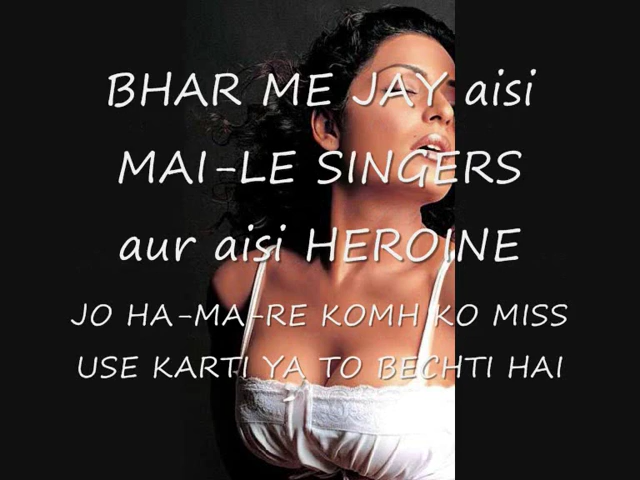 BHAR ME JAY aisi
MAI-LE SINGERS
aur aisi HEROINE
JO HA-MA-RE KOMH KO MISS
USE KARTI YA TO BECHTI HAI